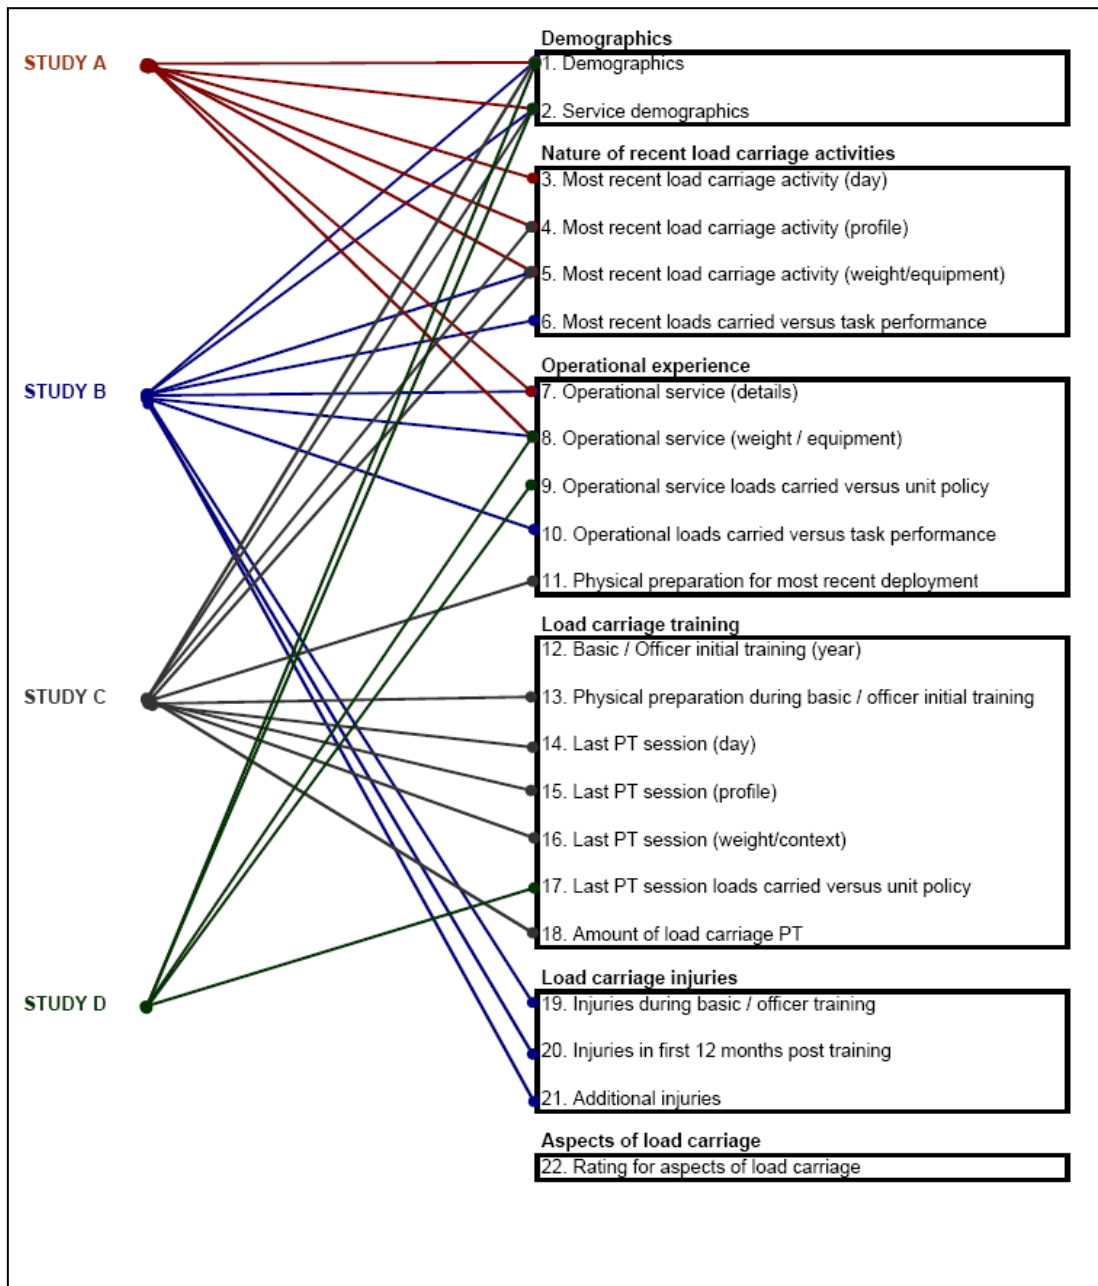 Demographics
STUDY A
1. Demographics
2. Service demographics
Nature of recent load carriage activities
3. Most recent load carriage activity (day)
4. Most recent load carriage activity (profile)
5. Most recent load carriage activity (weight/equipment)
6. Most recent loads carried versus task performance
Operational experience
STUDY B
7. Operational service (details)
8. Operational service (weight / equipment)
9. Operational service loads carried versus unit policy
10. Operational loads carried versus task performance
11. Physical preparation for most recent deployment
Load carriage training
12. Basic / Officer initial training (year)
STUDY C
13. Physical preparation during basic / officer initial training
14. Last PT session (day)
15. Last PT session (profile)
16. Last PT session (weight/context)
17. Last PT session loads carried versus unit policy
18. Amount of load carriage PT
Load carriage injuries
STUDY D
19. Injuries during basic / officer training
20. Injuries in first 12 months post training
21. Additional injuries
Aspects of load carriage
22. Rating for aspects of load carriage